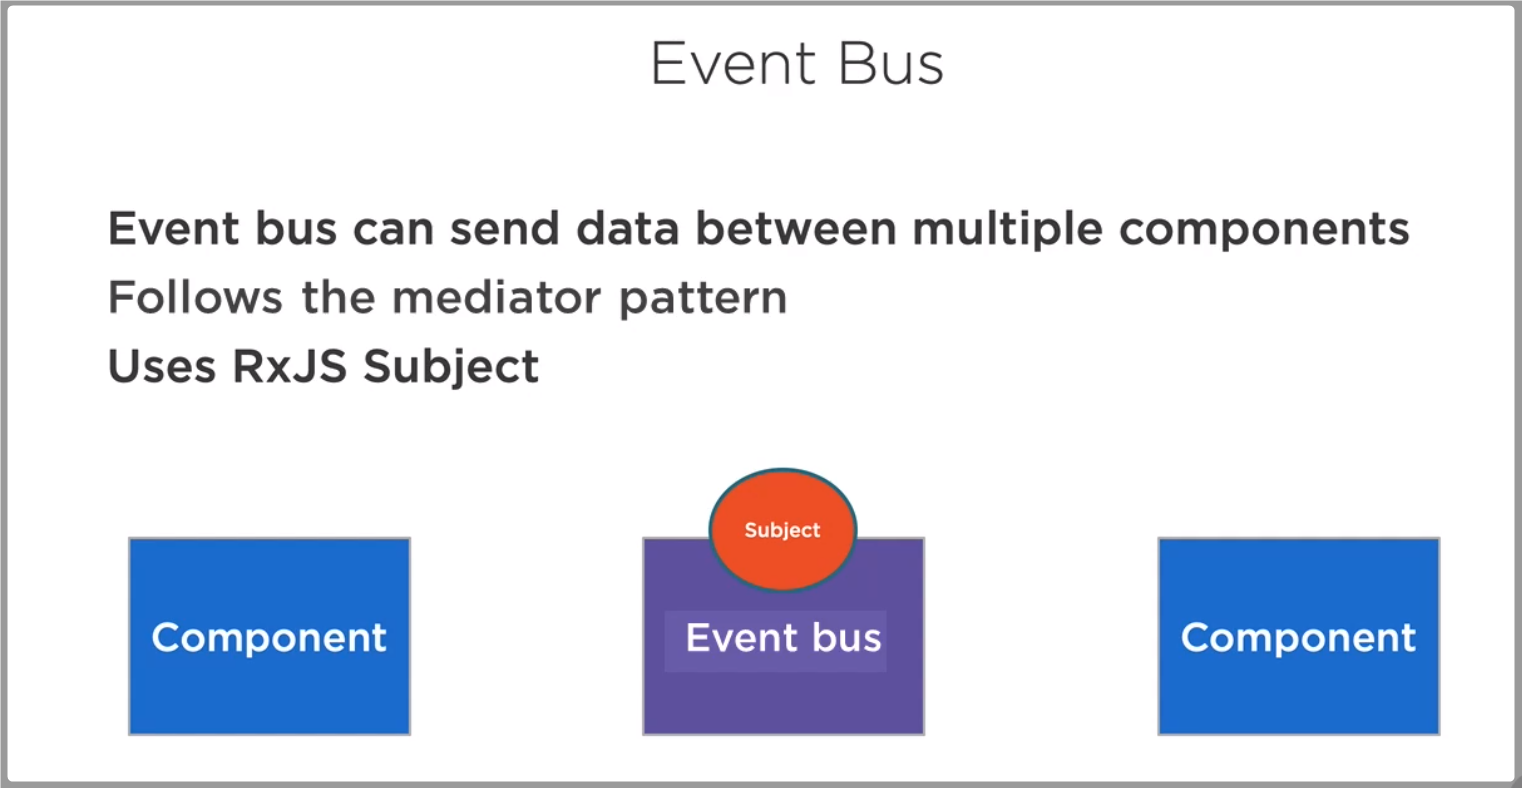 Event Bus
Event bus can send data between multiple components
Follows the mediator pattern
Uses RxJS Subject
Subject
Component
Event bus
Component